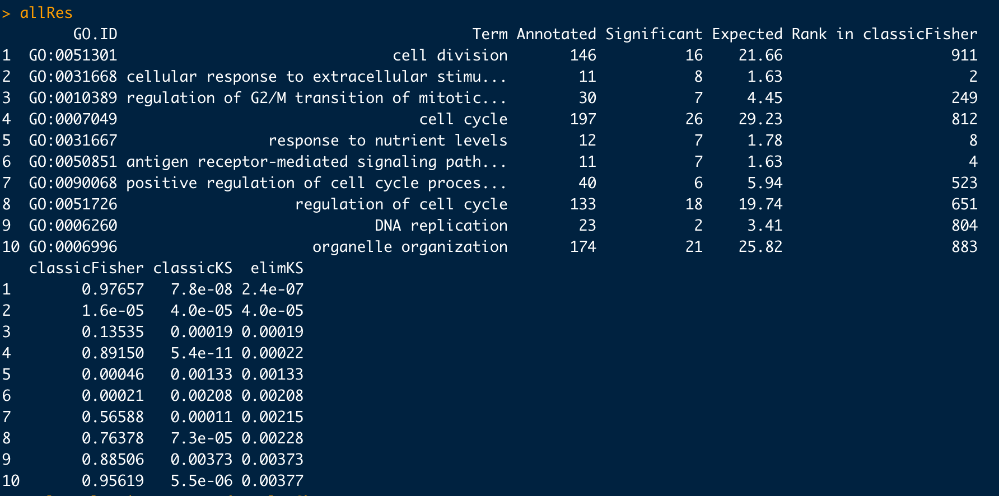 > allRes
GO.ID Term Annotated Significant Expected Rank in classicFisher
1 GO:0051301 cell division 146 16 21.66 911
2 GO:0031668 cellular response to extracellular stimu... 11 8 1.63 2
3 GO:0010389 regulation of G2/M transition of mitotic... 30 7 4.45 249
4 GO:0007049 cell cycle 197 26 29.23 812
5 GO:0031667 response to nutrient levels 12 7 1.78 8
6 GO:0050851 antigen receptor-mediated signaling path... 11 7 1.63 4
7 GO:0090068 positive regulation of cell cycle proces... 40 6 5.94 523
8 GO:0051726 regulation of cell cycle 133 18 19.74 651
9 GO:0006260 DNA replication 23 2 3.41 804
10 GO:0006996 organelle organization 174 21 25.82 883
classicFisher classicKS elimKS
1 0.97657 7.8e-08 2.4e-07
2 1.6e-05 4.0e-05 4.0e-05
3 0.13535 0.00019 0.00019
4 0.89150 5.4e-11 0.00022
5 0.00046 0.00133 0.00133
6 0.00021 0.00208 0.00208
7 0.56588 0.00011 0.00215
8 0.76378 7.3e-05 0.00228
9 0.88506 0.00373 0.00373
10 0.95619 5.5e-06 0.00377